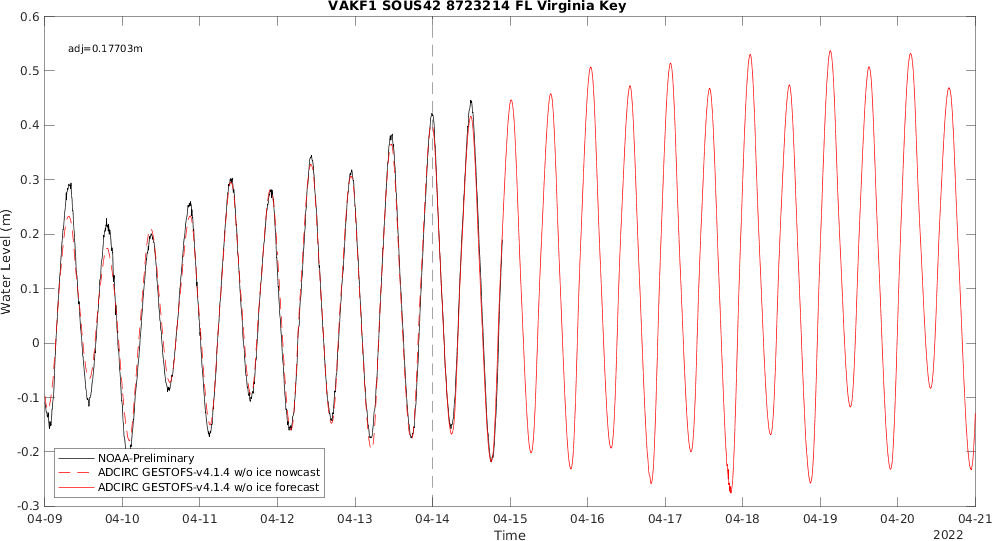 VAKF1 SOUS42 8723214 FL Virginia Key
adj=0.17703m
0.6
0.5
0.4
0.3
0.2
0.1
0
-0.1
-0.2
-0.3
Water Level (m)
NOAA-Preliminary
ADCIRC GESTOFS-v4.1.4 w/o ice nowcast
ADCIRC GESTOFS-v4.1.4 w/o ice forecast
04-09 04-10 04-11 04-12 04-13 04-14 04-15 04-16 04-17 04-18 04-19 04-20 04-21
Time
2022